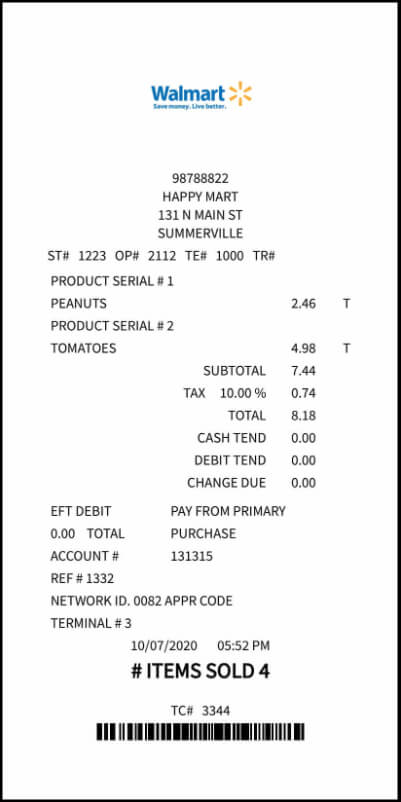 Walmart
Save money. Live better.
98788822
HAPPY MART
131 N MAIN ST
SUMMERVILLE
ST# 1223 OP# 2112 TE# 1000 TR#
PRODUCT SERIAL # 1
PEANUTS 2.46 T
PRODUCT SERIAL # 2
TOMATOES 4.98 T
SUBTOTAL 7.44
TAX 10.00 % 0.74
TOTAL 8.18
CASH TEND 0.00
DEBIT TEND 0.00
CHANGE DUE 0.00
EFT DEBIT PAY FROM PRIMARY
0.00 TOTAL PURCHASE
ACCOUNT # 131315
REF # 1332
NETWORK ID. 0082 APPR CODE
TERMINAL # 3
10/07/2020 05:52 PM
# ITEMS SOLD 4
TC# 3344